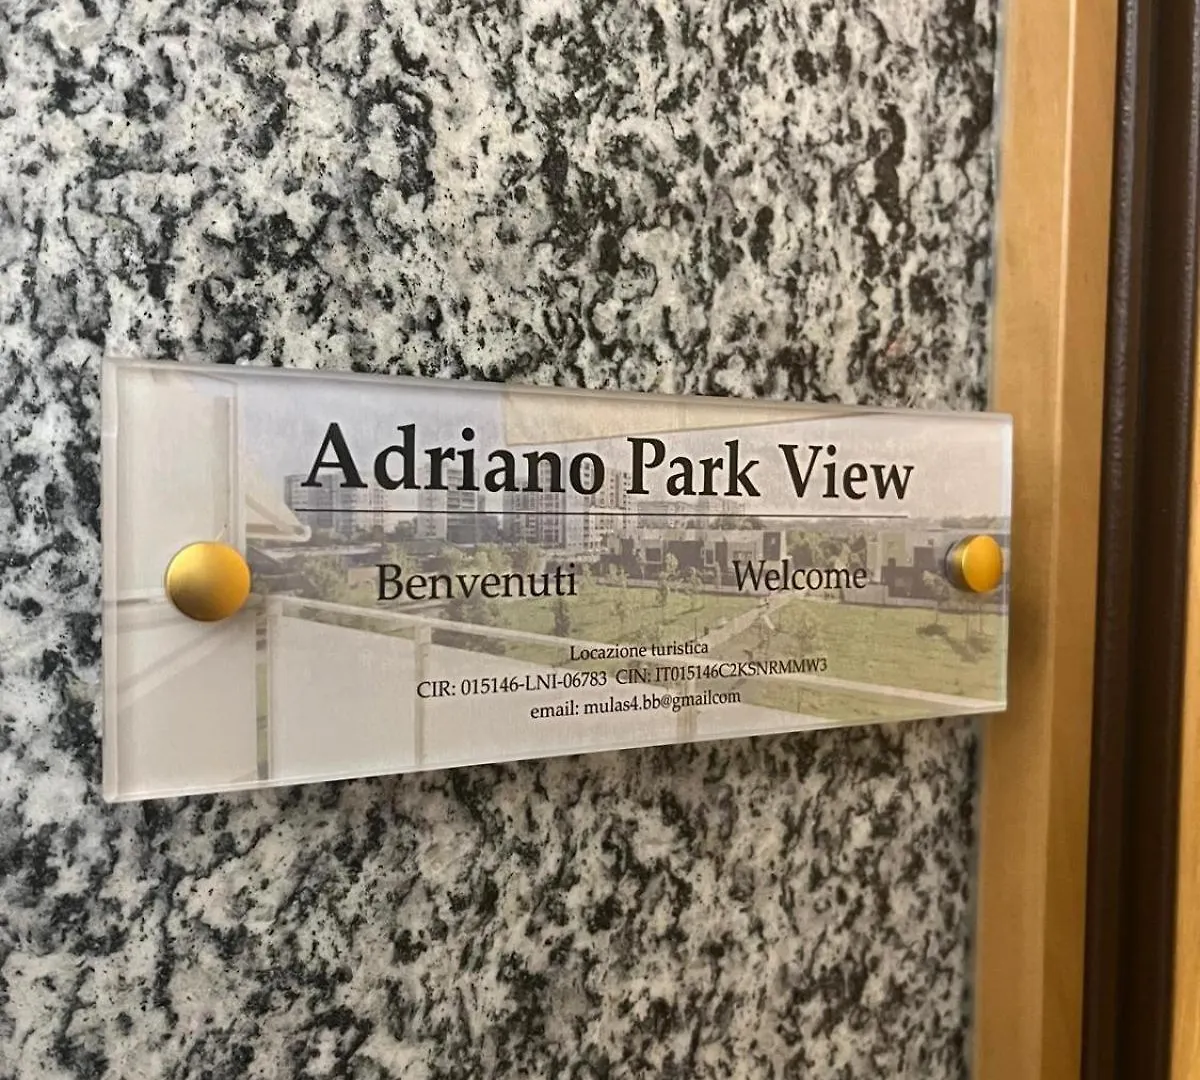 Adriano Park View
Benvenuti Welcome
Locazione turistica
CIR: 015146-LNI-06783 CIN: IT015146C2KSNRMMW3
email: mulas4.bb@gmailcom